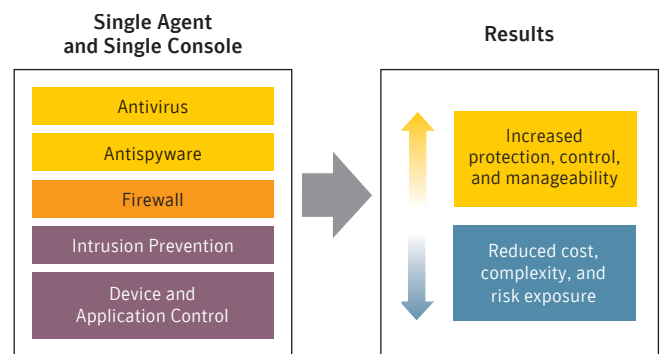 Single Agent
and Single Console
Antivirus
Antispyware
Firewall
Intrusion Prevention
Device and
Application Control
Results
Increased
protection, control,
and manageability
Reduced cost,
complexity, and
risk exposure